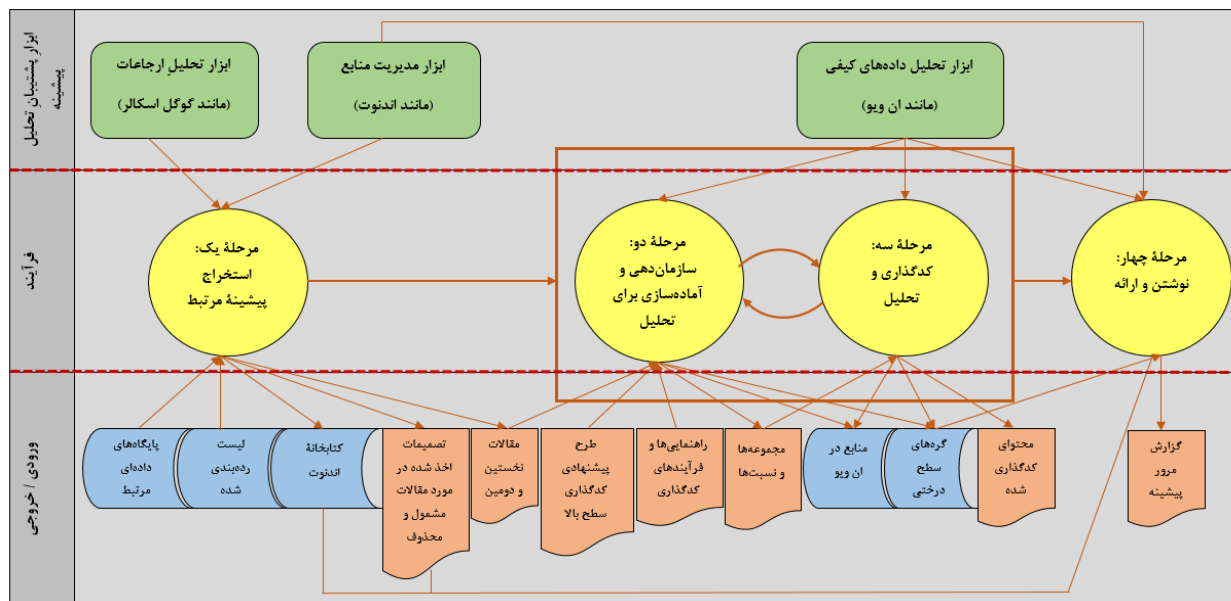 ابزار پشتیبانِ تحلیل
پیشینه
ابزار تحلیلِ ارجاعات
(مانند گوگل اسکالر)
ابزار مدیریت منابع
(مانند اندنوت)
ابزار تحلیل داده‌های کیفی
(مانند ان ویو)
فرآیند
مرحلهٔ یک:
استخراج
پیشینهٔ مرتبط
مرحلهٔ دو:
سازمان‌دهی و
آماده‌سازی برای
تحلیل
مرحلهٔ سه:
کدگذاری و
تحلیل
مرحلهٔ چهار:
نوشتن و ارائه
ورودی / خروجی
پایگاه‌های
داده‌ای
مرتبط
لیست
رده‌بندی
شده
کتابخانهٔ
اندنوت
تصمیمات
اخذ شده در
مورد مقالات
مشمول و
محذوف
مقالات
نخستین
و دومین
طرح
پیشنهادی
کدگذاری
سطح بالا
راهنمایی‌ها و
فرآیندهای
کدگذاری
مجموعه‌ها
و نسبت‌ها
منابع در
ان ویو
گره‌های
سطح
درختی
محتوای
کدگذاری
شده
گزارش
مرور
پیشینه